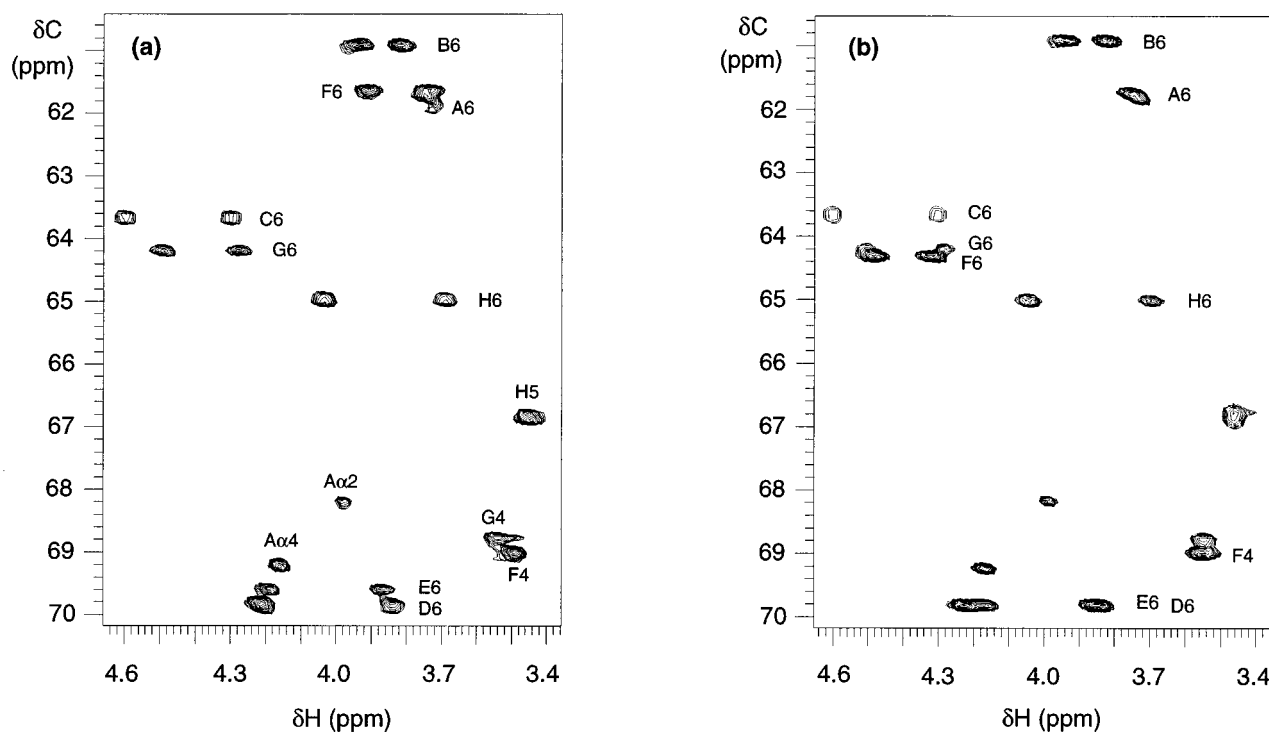 δC
(ppm)
(a)
B6
F6
A6
C6
G6
H6
H5
Aα2
G4
Aα4
F4
E6
D6
62
63
64
65
66
67
68
69
70
4.6
4.3
4.0
3.7
3.4
δH (ppm)
δC
(ppm)
(b)
B6
A6
C6
G6
F6
H6
F4
E6 D6
62
63
64
65
66
67
68
69
70
4.6
4.3
4.0
3.7
3.4
δH (ppm)